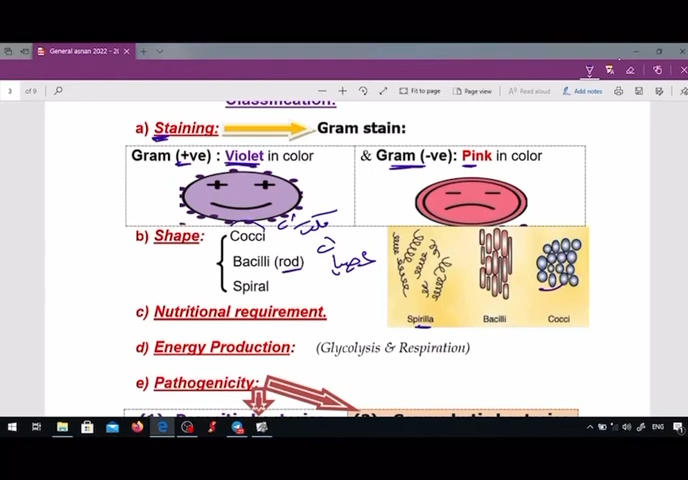 General asnan 2022 - 20
3 of 9
Fit to page
Page view
Read aloud
Add notes
Classification:
a) Staining: Gram stain:
Gram (+ve) : Violet in color
& Gram (-ve): Pink in color
b) Shape:
Cocci
Bacilli (rod)
Spiral
مكورات
عصيات
Spirilla Bacilli Cocci
c) Nutritional requirement.
d) Energy Production: (Glycolysis & Respiration)
e) Pathogenicity:
ENG